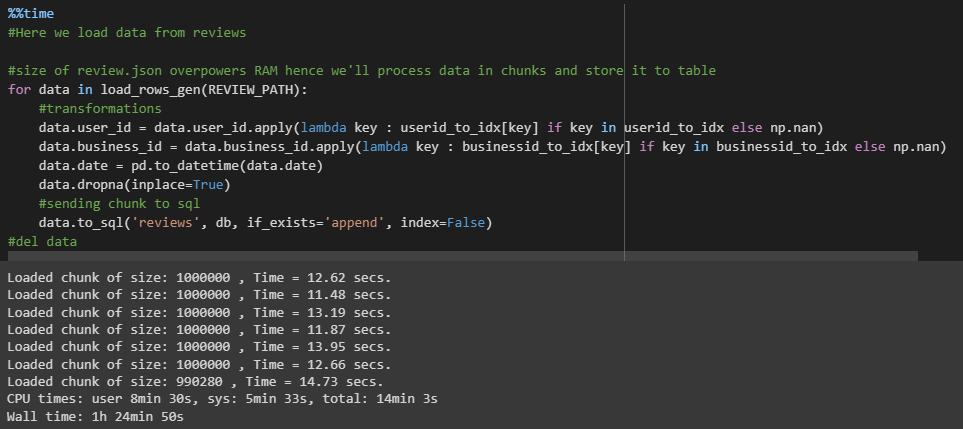 %%time
#Here we load data from reviews
#size of review.json overpowers RAM hence we'll process data in chunks and store it to table
for data in load_rows_gen(REVIEW_PATH):
    #transformations
    data.user_id = data.user_id.apply(lambda key : userid_to_idx[key] if key in userid_to_idx else np.nan)
    data.business_id = data.business_id.apply(lambda key : businessid_to_idx[key] if key in businessid_to_idx else np.nan)
    data.date = pd.to_datetime(data.date)
    data.dropna(inplace=True)
    #sending chunk to sql
    data.to_sql('reviews', db, if_exists='append', index=False)
#del data
Loaded chunk of size: 1000000 , Time = 12.62 secs.
Loaded chunk of size: 1000000 , Time = 11.48 secs.
Loaded chunk of size: 1000000 , Time = 13.19 secs.
Loaded chunk of size: 1000000 , Time = 11.87 secs.
Loaded chunk of size: 1000000 , Time = 13.95 secs.
Loaded chunk of size: 1000000 , Time = 12.66 secs.
Loaded chunk of size: 990280 , Time = 14.73 secs.
CPU times: user 8min 30s, sys: 5min 33s, total: 14min 3s
Wall time: 1h 24min 50s